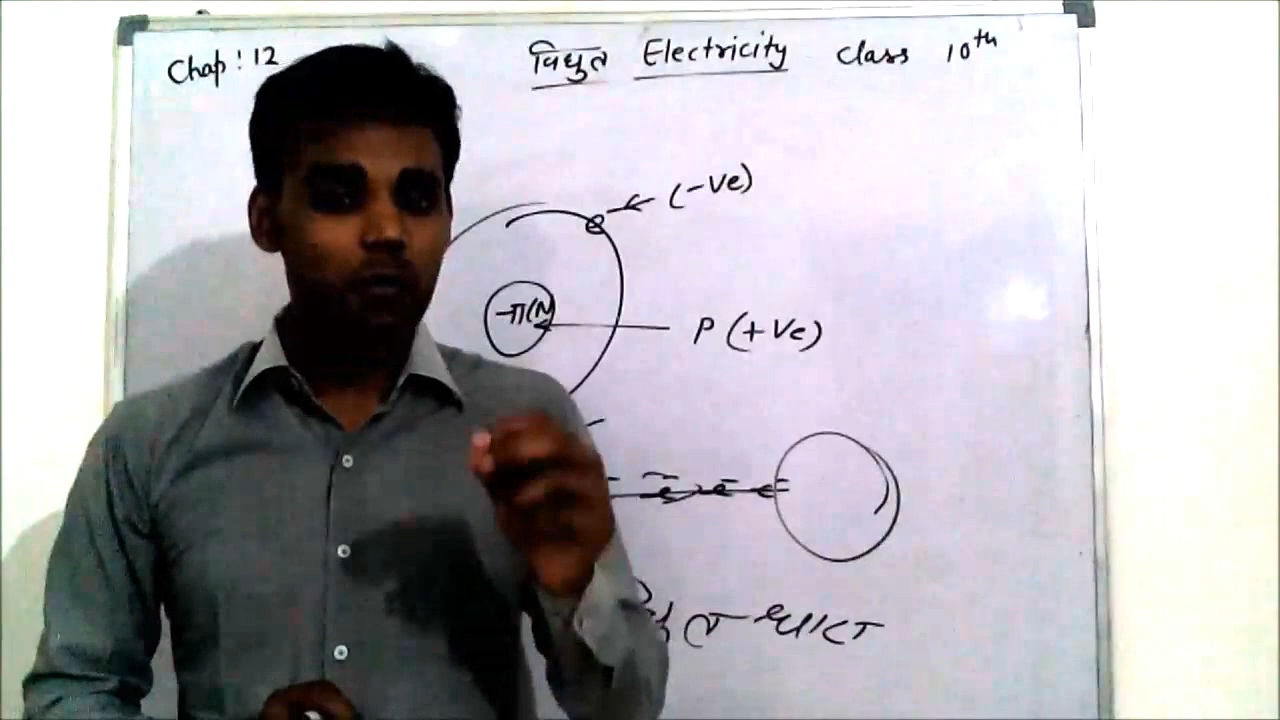 Chap: 12 विधुत Electricity Class 10th
(-ve)
P (+ve)
धारा